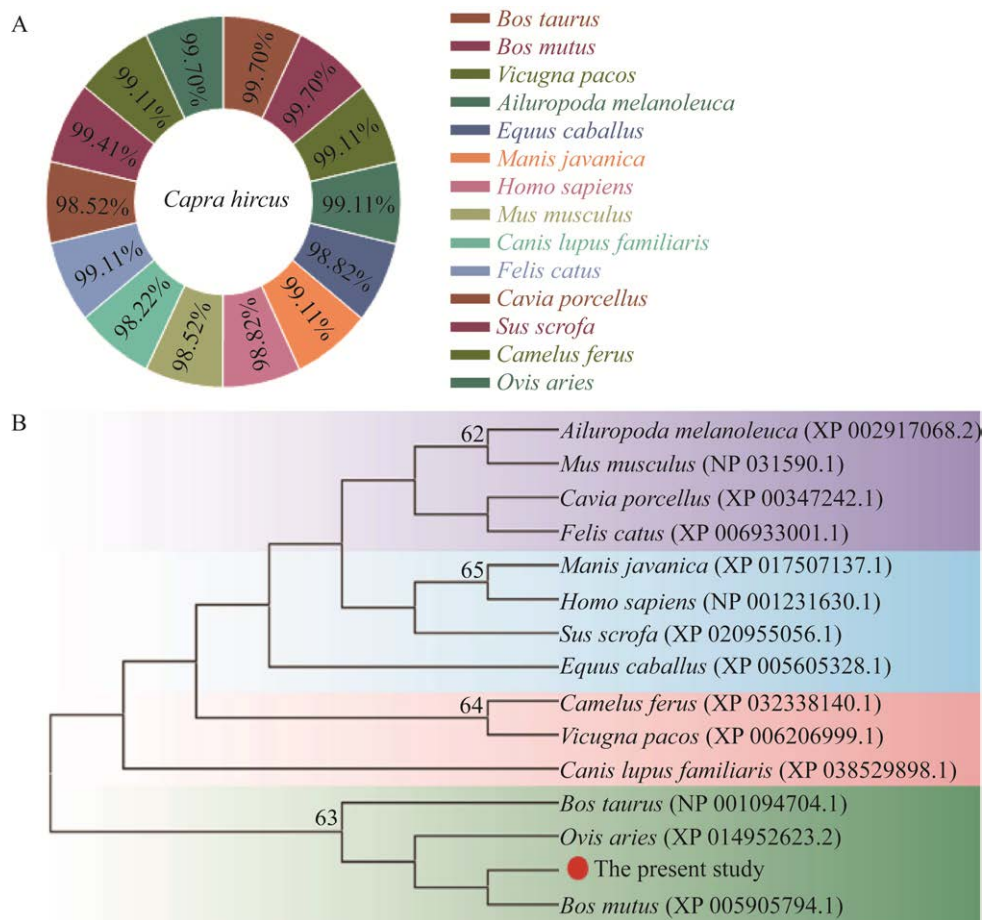 A
99.70%
99.70%
99.11%
99.11%
98.82%
99.11%
98.82%
98.52%
98.22%
99.11%
98.52%
99.41%
99.11%
99.70%
Capra hircus
Bos taurus
Bos mutus
Vicugna pacos
Ailuropoda melanoleuca
Equus caballus
Manis javanica
Homo sapiens
Mus musculus
Canis lupus familiaris
Felis catus
Cavia porcellus
Sus scrofa
Camelus ferus
Ovis aries
B
62
Ailuropoda melanoleuca (XP 002917068.2)
Mus musculus (NP 031590.1)
Cavia porcellus (XP 00347242.1)
Felis catus (XP 006933001.1)
65
Manis javanica (XP 017507137.1)
Homo sapiens (NP 001231630.1)
Sus scrofa (XP 020955056.1)
Equus caballus (XP 005605328.1)
64
Camelus ferus (XP 032338140.1)
Vicugna pacos (XP 006206999.1)
Canis lupus familiaris (XP 038529898.1)
63
Bos taurus (NP 001094704.1)
Ovis aries (XP 014952623.2)
The present study
Bos mutus (XP 005905794.1)